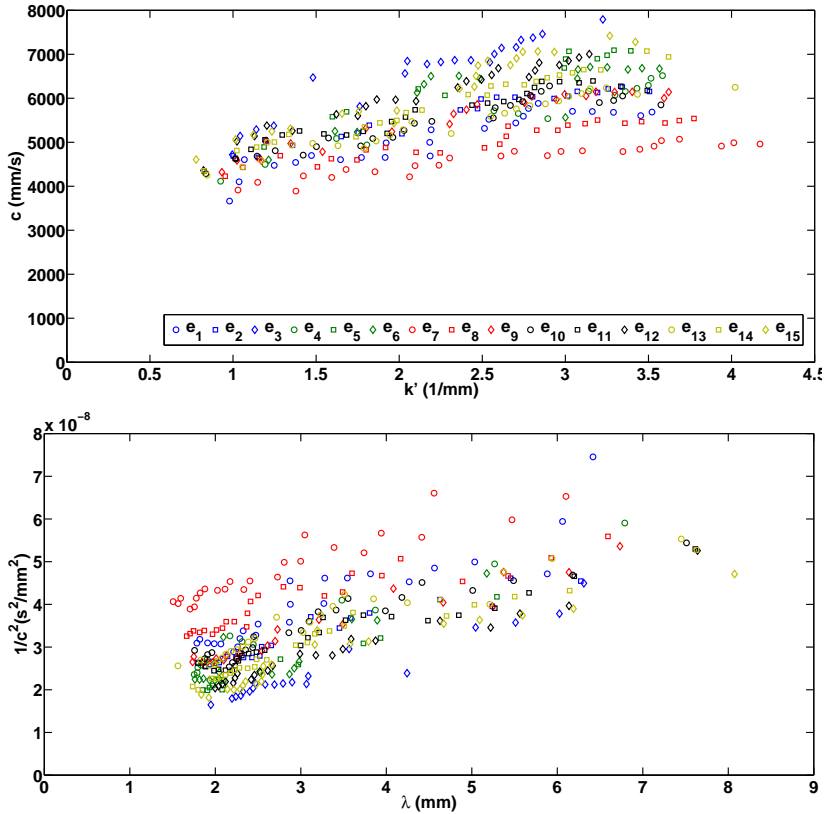 8000
7000
6000
5000
4000
3000
2000
1000
0
c (mm/s)
e1 e2 e3 e4 e5 e6 e7 e8 e9 e10 e11 e12 e13 e14 e15
0 0.5 1 1.5 2 2.5 3 3.5 4 4.5
k' (1/mm)
x 10^-8
8
7
6
5
4
3
2
1
0
1/c² (s²/mm²)
0 1 2 3 4 5 6 7 8 9
λ (mm)